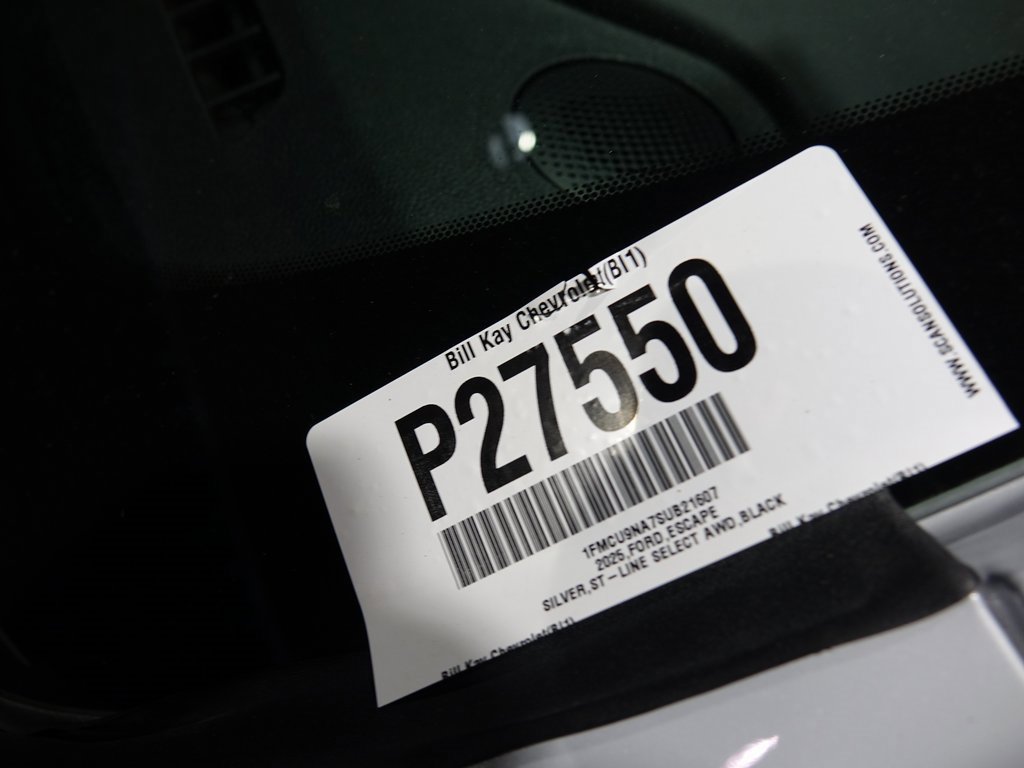 Bill Kay Chevrolet(BI1)
P27550
1FMCU9NA7SUB21607
2025,FORD,ESCAPE
SILVER,ST-LINE SELECT AWD,BLACK
Bill Kay Chevrolet(BI1)
Bill Kay Chevrolet(BI1)
WWW.SCANSOLUTIONS.COM